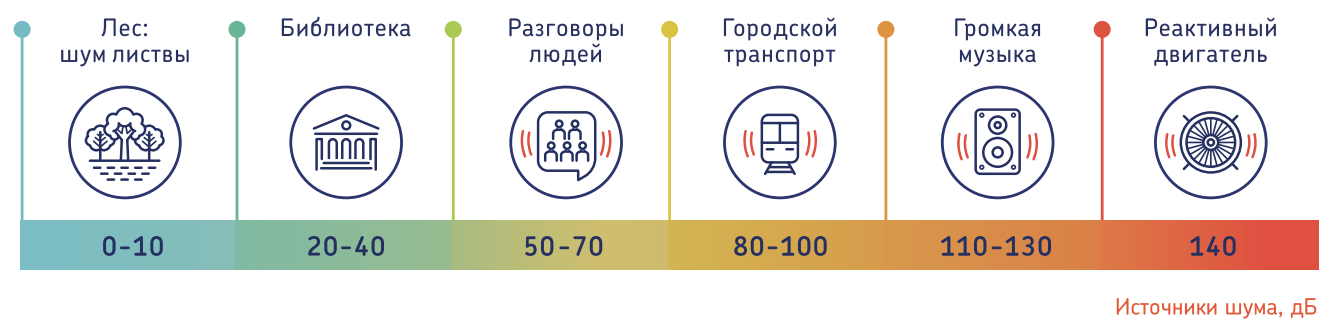 Лес:
шум листвы
Библиотека
Разговоры
людей
Городской
транспорт
Громкая
музыка
Реактивный
двигатель
0-10
20-40
50-70
80-100
110-130
140
Источники шума, дБ